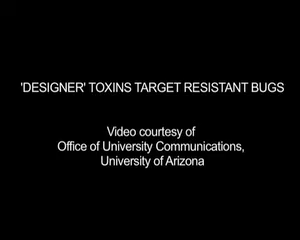 'DESIGNER' TOXINS TARGET RESISTANT BUGS
Video courtesy of
Office of University Communications,
University of Arizona